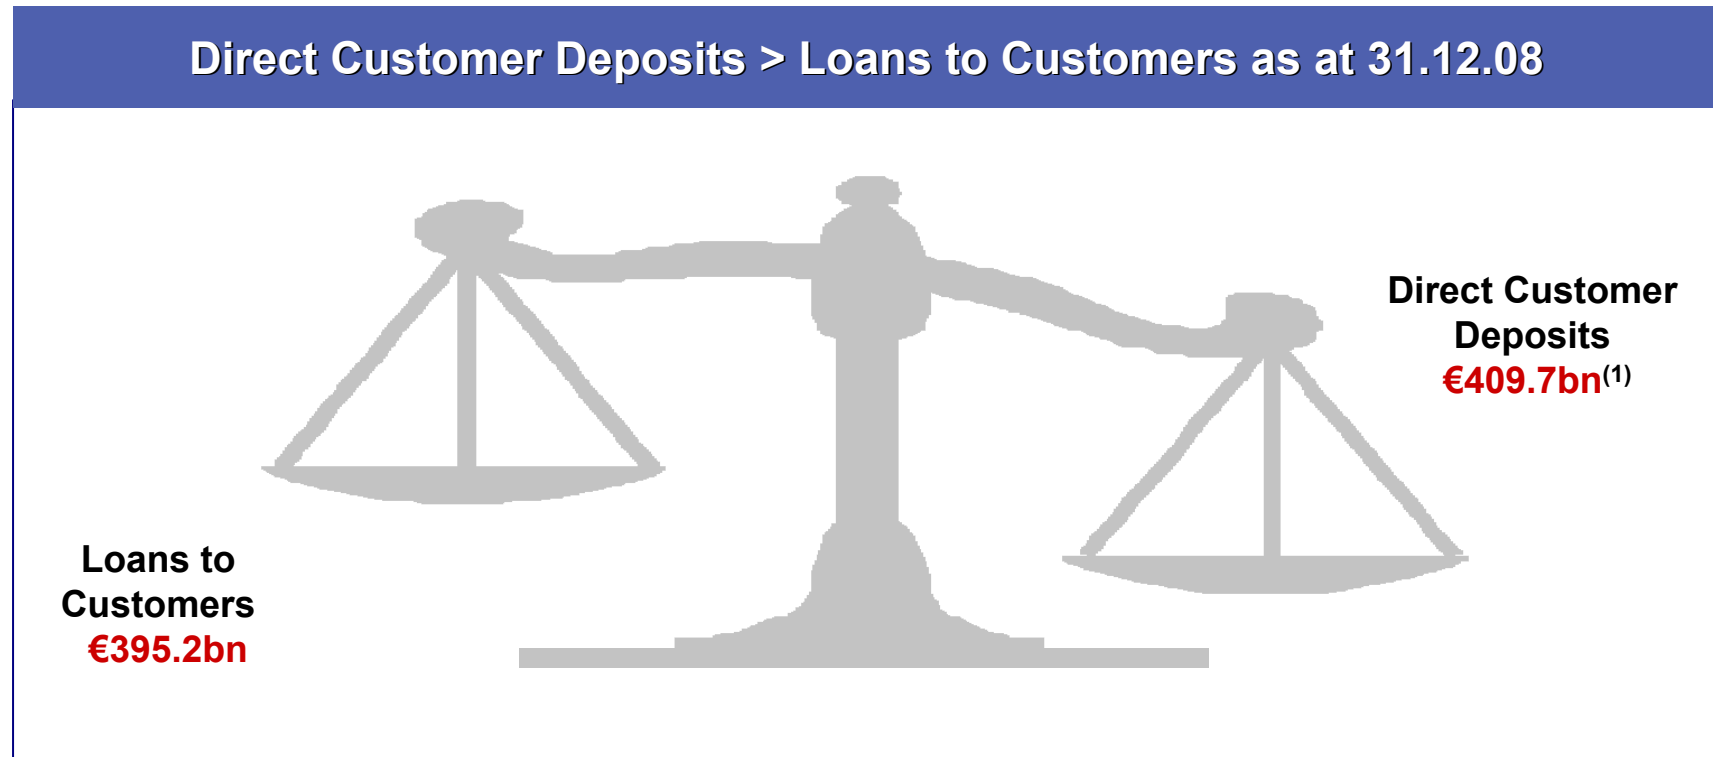 Direct Customer Deposits > Loans to Customers as at 31.12.08
Direct Customer
Deposits
€409.7bn(1)
Loans to
Customers
€395.2bn